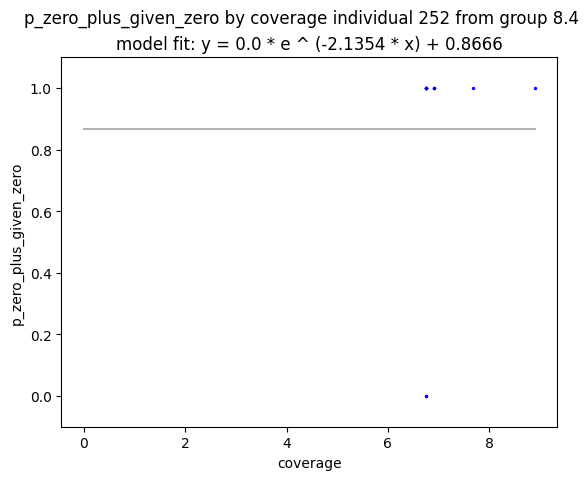 p_zero_plus_given_zero by coverage individual 252 from group 8.4
model fit: y = 0.0 * e ^ (-2.1354 * x) + 0.8666
1.0
0.8
0.6
0.4
0.2
0.0
p_zero_plus_given_zero
0 2 4 6 8
coverage